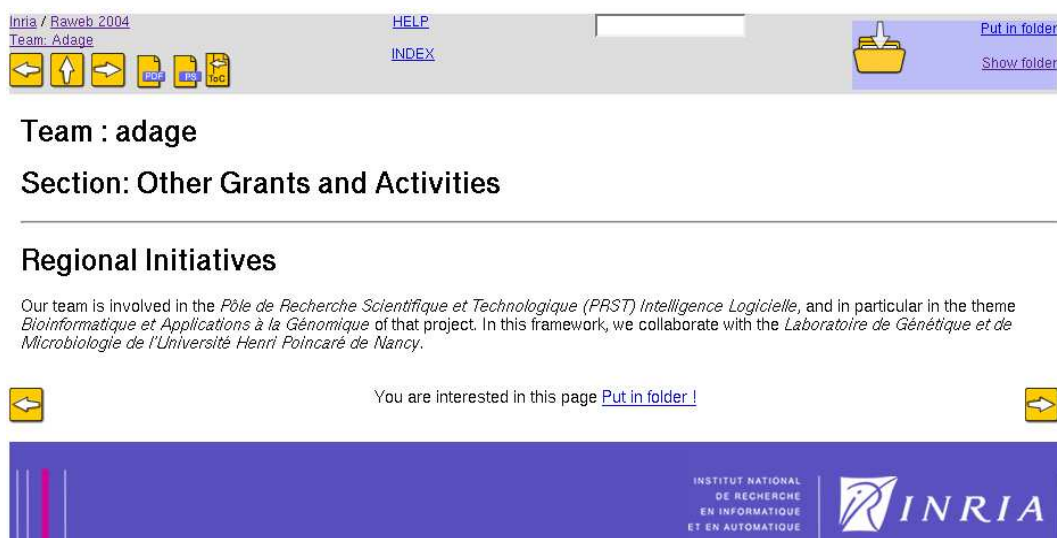 Inria / Raweb 2004
Team: Adage
HELP
INDEX
Put in folder
Show folder
PDF
PS
ToC
Team : adage
Section: Other Grants and Activities
Regional Initiatives
Our team is involved in the Pôle de Recherche Scientifique et Technologique (PRST) Intelligence Logicielle, and in particular in the theme
Bioinformatique et Applications à la Génomique of that project. In this framework, we collaborate with the Laboratoire de Génétique et de
Microbiologie de l'Université Henri Poincaré de Nancy.
You are interested in this page Put in folder !
INSTITUT NATIONAL
DE RECHERCHE
EN INFORMATIQUE
ET EN AUTOMATIQUE
INRIA